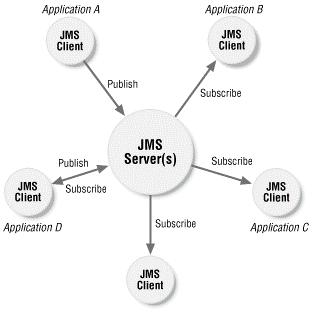 Application A
JMS
Client
Application B
JMS
Client
Publish
Subscribe
JMS
Server(s)
Publish
Subscribe
Subscribe
JMS
Client
Application D
JMS
Client
Application C
Subscribe
JMS
Client